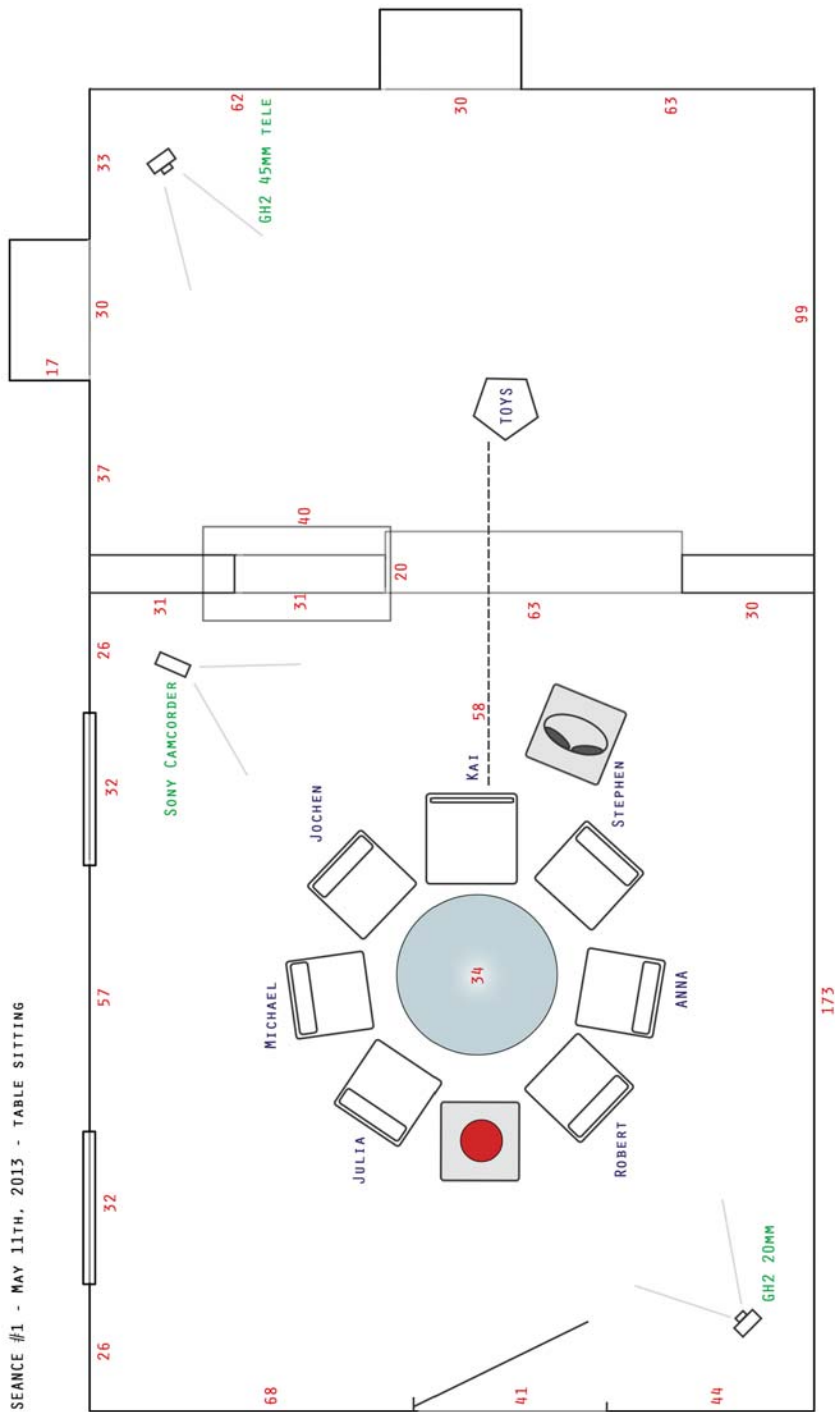 SEANCE #1 - MAY 11TH, 2013 - TABLE SITTING
26
32
57
32
26
17
37
30
33
68
41
44
SONY CAMCORDER
31
31
40
20
63
30
GH2 45MM TELE
62
30
63
JULIA
MICHAEL
JOCHEN
KAI
58
TOYS
34
ROBERT
ANNA
STEPHEN
GH2 20MM
173
99